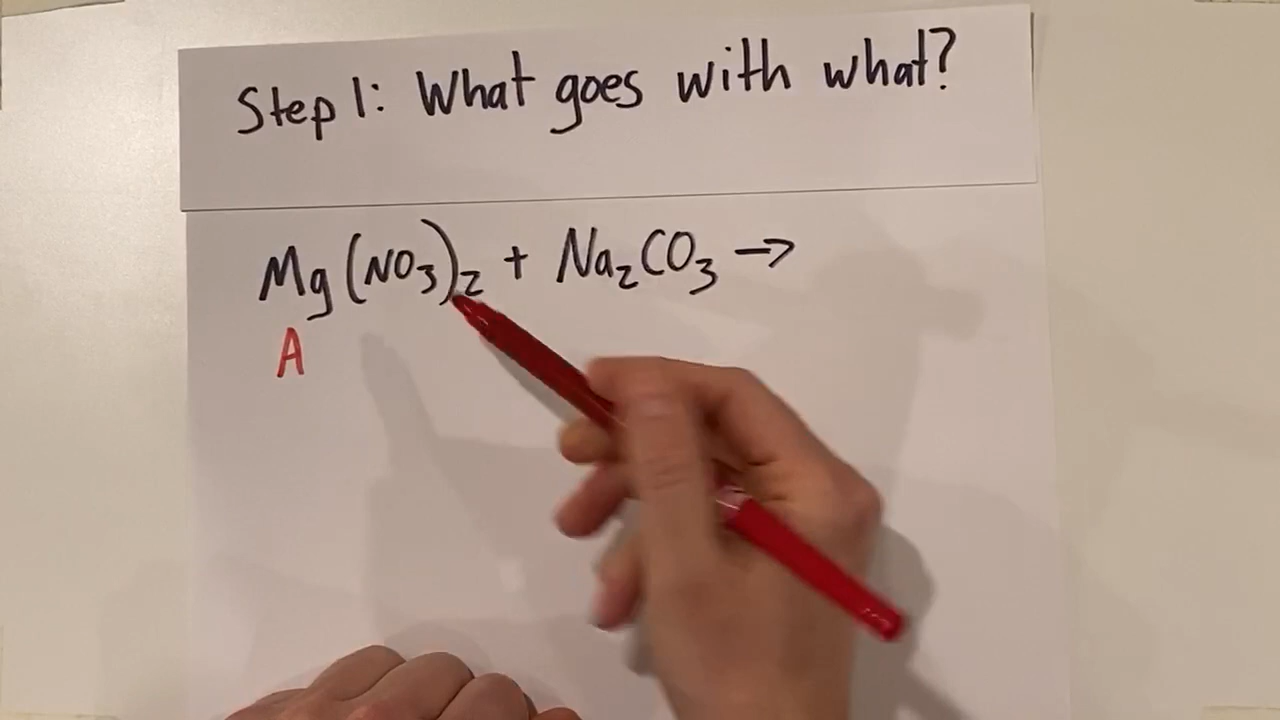 Step 1: What goes with what?
Mg(NO₃)₂ + Na₂CO₃ →
A